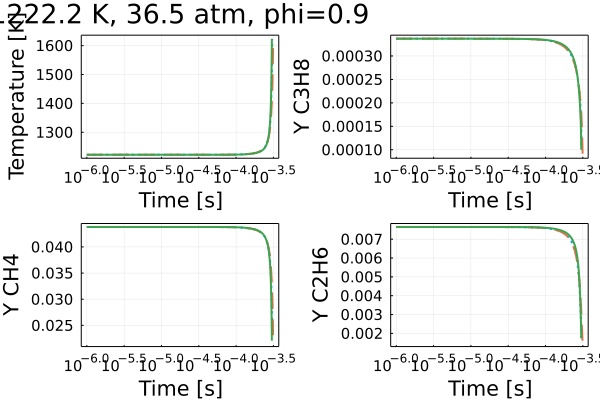 .222.2 K, 36.5 atm, phi=0.9
Temperature [K]
1600
1500
1400
1300
10^−6.0 10^−5.5 10^−5.0 10^−4.5 10^−4.0 10^−3.5
Time [s]
Y C3H8
0.00030
0.00025
0.00020
0.00015
0.00010
10^−6.0 10^−5.5 10^−5.0 10^−4.5 10^−4.0 10^−3.5
Time [s]
Y CH4
0.040
0.035
0.030
0.025
10^−6.0 10^−5.5 10^−5.0 10^−4.5 10^−4.0 10^−3.5
Time [s]
Y C2H6
0.007
0.006
0.005
0.004
0.003
0.002
10^−6.0 10^−5.5 10^−5.0 10^−4.5 10^−4.0 10^−3.5
Time [s]